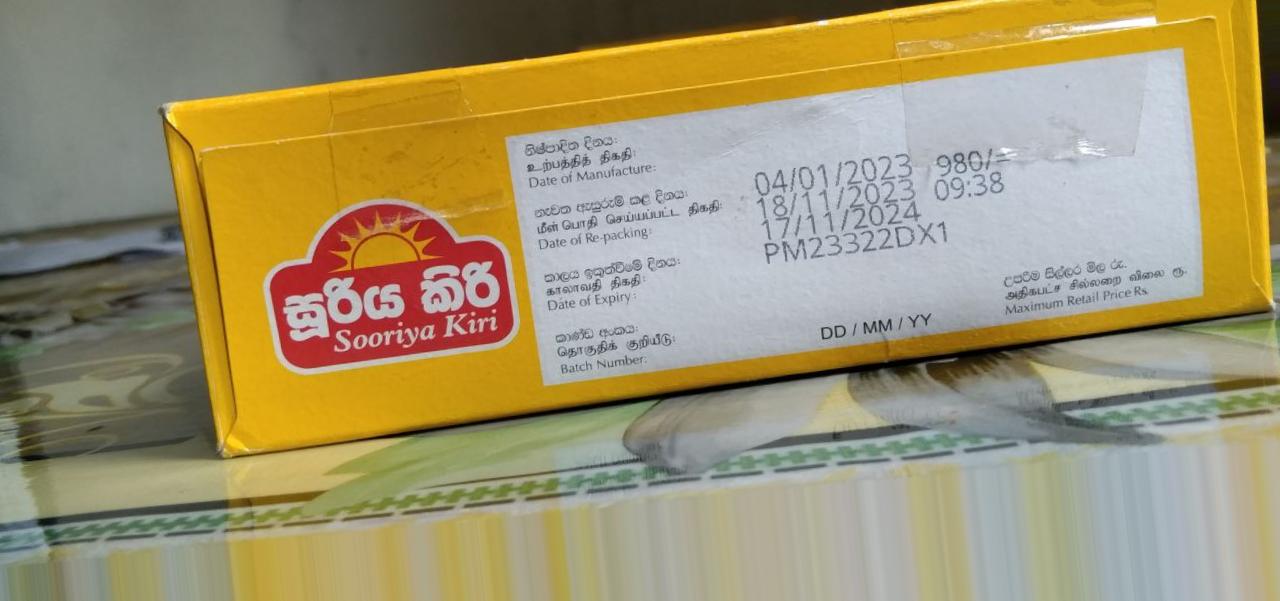 සූරිය කිරි
Sooriya Kiri
නිෂ්පාදිත දිනය:
உற்பத்தித் திகதி:
Date of Manufacture:
නැවත ඇසුරුම් කළ දිනය:
மீள் பொதி செய்யப்பட்ட திகதி:
Date of Re-packing:
කාලය ඉකුත්වීමේ දිනය:
காலாவதி திகதி:
Date of Expiry:
කාණ්ඩ අංකය:
தொகுதிக் குறியீடு:
Batch Number:
04/01/2023 980/=
18/11/2023 09:38
17/11/2024
PM23322DX1
DD / MM / YY
උපරිම සිල්ලර මිල රු.
அதிகபட்ச சில்லறை விலை ரூ.
Maximum Retail Price Rs.